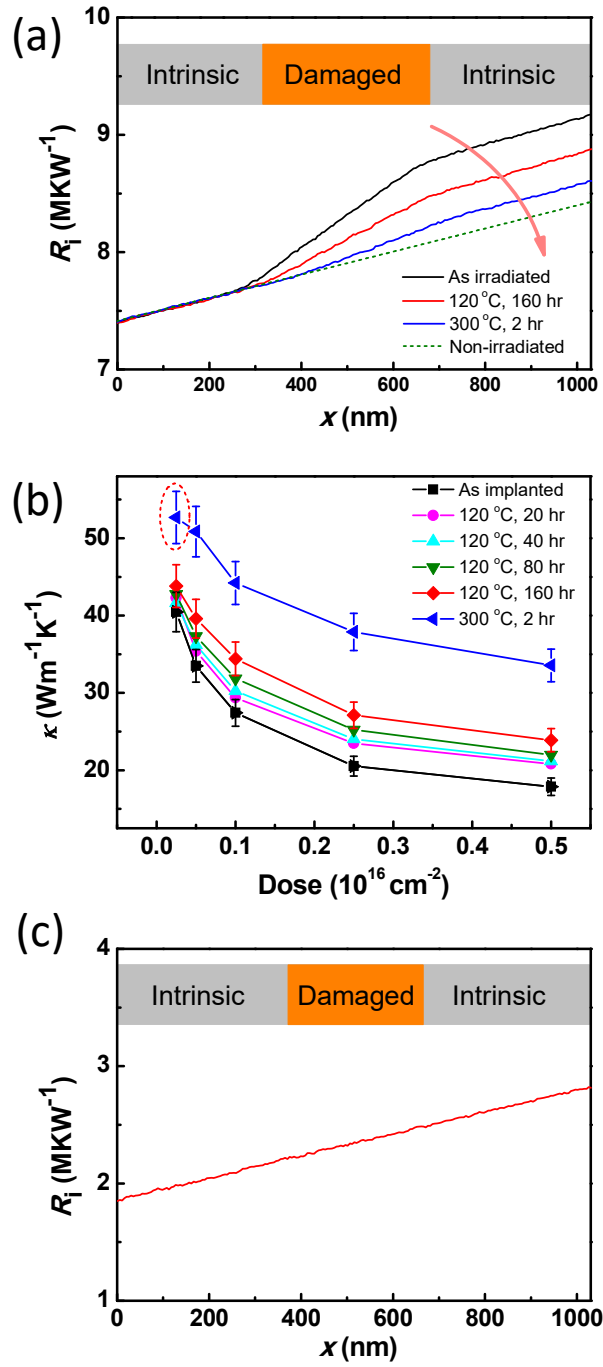 (a)
10
9
8
7
Intrinsic Damaged Intrinsic
Rᵢ (MKW⁻¹)
As irradiated
120 °C, 160 hr
300 °C, 2 hr
Non-irradiated
0 200 400 600 800 1000
x (nm)
(b)
50
40
30
20
κ (Wm⁻¹K⁻¹)
As implanted
120 °C, 20 hr
120 °C, 40 hr
120 °C, 80 hr
120 °C, 160 hr
300 °C, 2 hr
0.0 0.1 0.2 0.3 0.4 0.5
Dose (10¹⁶ cm⁻²)
(c)
4
3
2
1
Intrinsic Damaged Intrinsic
Rᵢ (MKW⁻¹)
0 200 400 600 800 1000
x (nm)